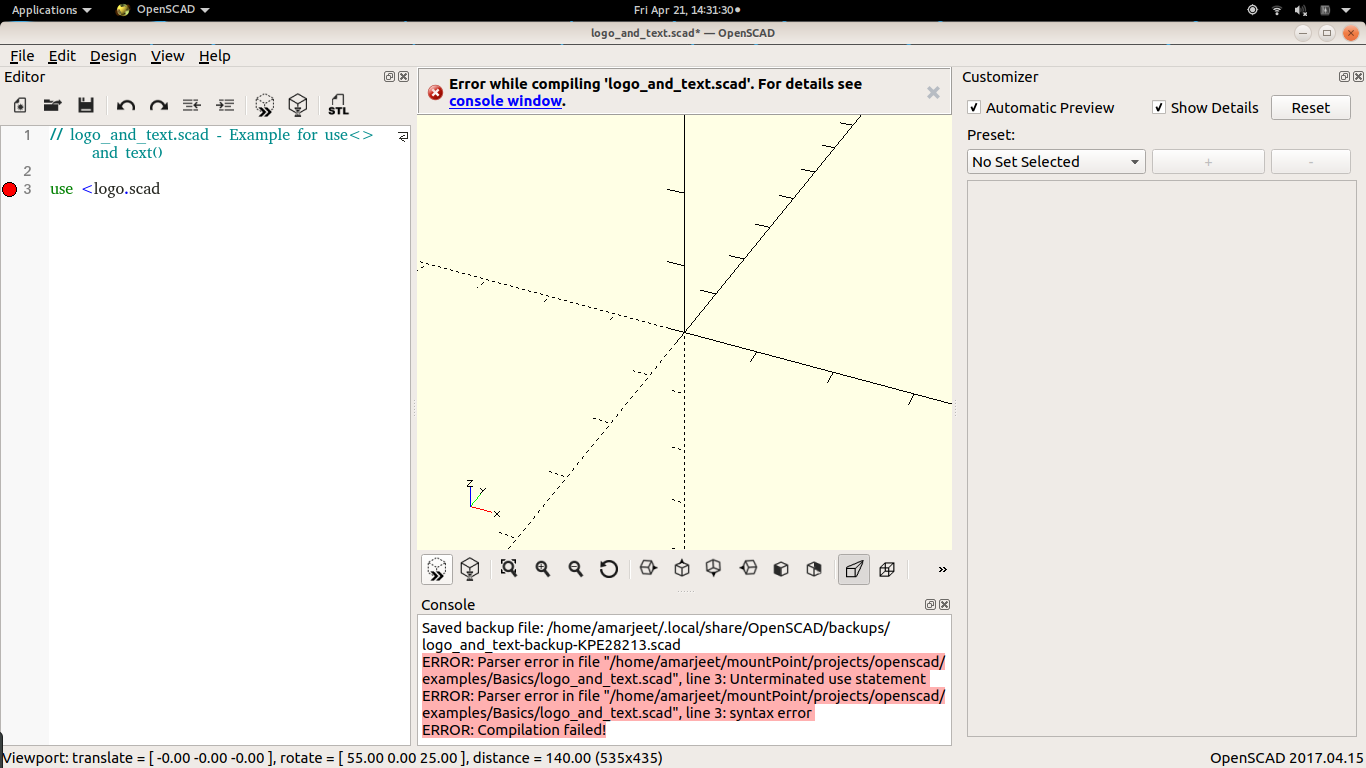 Applications
OpenSCAD
Fri Apr 21, 14:31:30
logo_and_text.scad* — OpenSCAD
File Edit Design View Help
Editor
STL
1 // logo_and_text.scad - Example for use<>
and text()
2
3 use <logo.scad
Error while compiling 'logo_and_text.scad'. For details see
console window.
Z
Y
X
»
Console
Saved backup file: /home/amarjeet/.local/share/OpenSCAD/backups/
logo_and_text-backup-KPE28213.scad
ERROR: Parser error in file "/home/amarjeet/mountPoint/projects/openscad/
examples/Basics/logo_and_text.scad", line 3: Unterminated use statement
ERROR: Parser error in file "/home/amarjeet/mountPoint/projects/openscad/
examples/Basics/logo_and_text.scad", line 3: syntax error
ERROR: Compilation failed!
Customizer
Automatic Preview
Show Details
Reset
Preset:
No Set Selected
+
-
Viewport: translate = [ -0.00 -0.00 -0.00 ], rotate = [ 55.00 0.00 25.00 ], distance = 140.00 (535x435)
OpenSCAD 2017.04.15